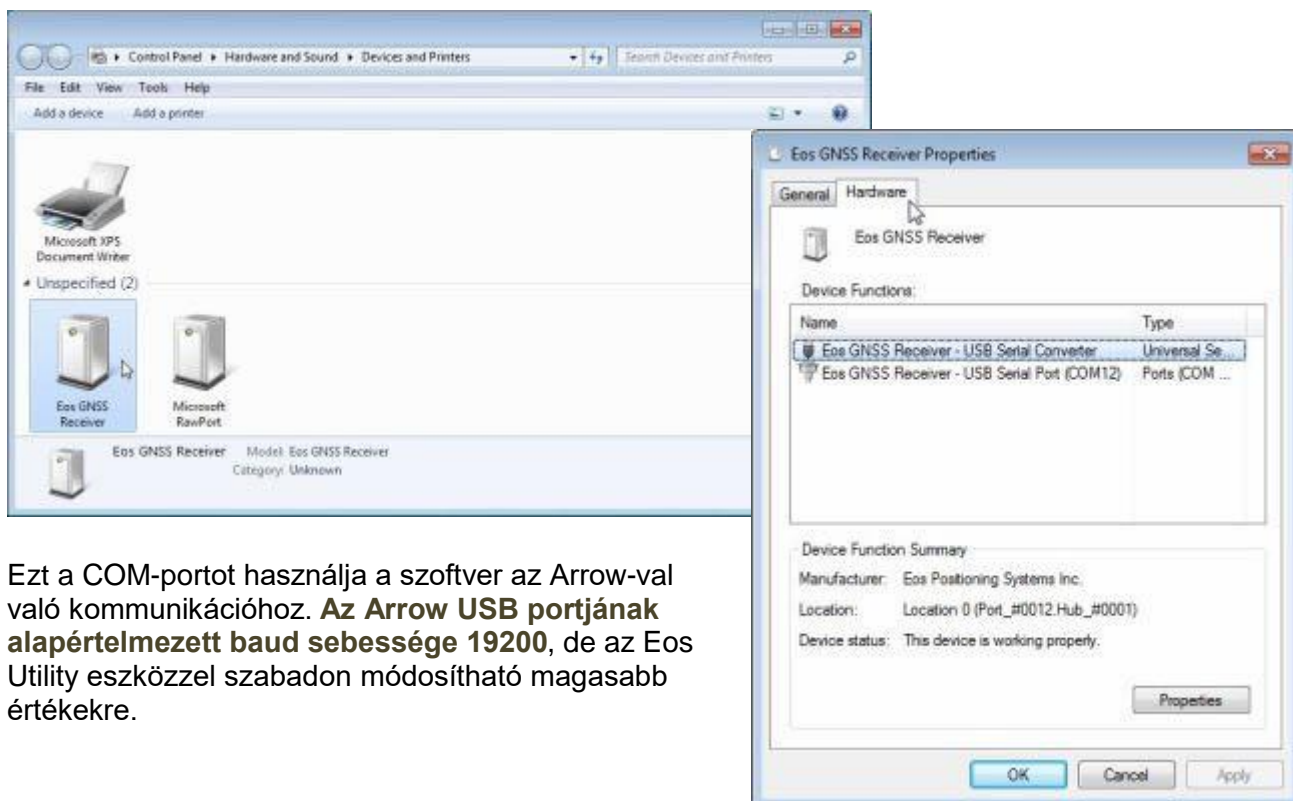 Control Panel ▸ Hardware and Sound ▸ Devices and Printers
Search Devices and Printers
File Edit View Tools Help
Add a device Add a printer
Microsoft XPS
Document Writer
Unspecified (2)
Eos GNSS
Receiver
Microsoft
RawPort
Eos GNSS Receiver Model: Eos GNSS Receiver
Category: Unknown
Eos GNSS Receiver Properties
General Hardware
Eos GNSS Receiver
Device Functions:
Name Type
Eos GNSS Receiver - USB Serial Converter Universal Se...
Eos GNSS Receiver - USB Serial Port (COM12) Ports (COM ...
Device Function Summary
Manufacturer: Eos Positioning Systems Inc.
Location: Location 0 (Port_#0012.Hub_#0001)
Device status: This device is working properly.
Properties
OK Cancel Apply
Ezt a COM-portot használja a szoftver az Arrow-val
való kommunikációhoz. Az Arrow USB portjának
alapértelmezett baud sebessége 19200, de az Eos
Utility eszközzel szabadon módosítható magasabb
értékekre.